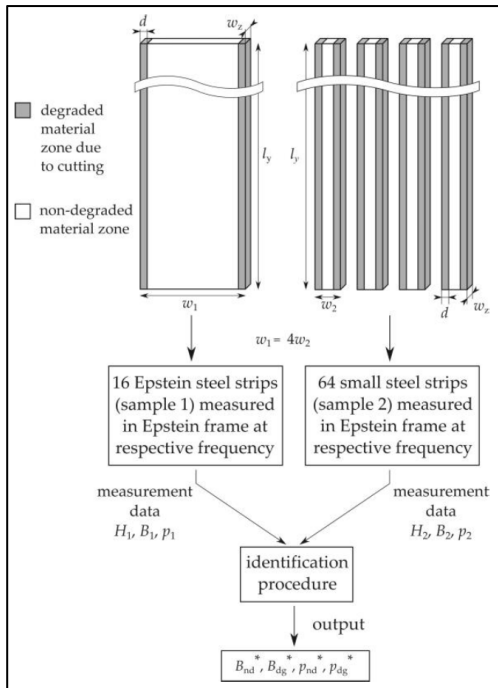 d
w_z
degraded
material
zone due
to cutting
l_y
l_y
non-degraded
material zone
w_1
w_2
d
w_z
w_1 = 4w_2
16 Epstein steel strips
(sample 1) measured
in Epstein frame at
respective frequency
64 small steel strips
(sample 2) measured
in Epstein frame at
respective frequency
measurement
data
H_1, B_1, p_1
measurement
data
H_2, B_2, p_2
identification
procedure
output
B_nd^*, B_dg^*, p_nd^*, p_dg^*